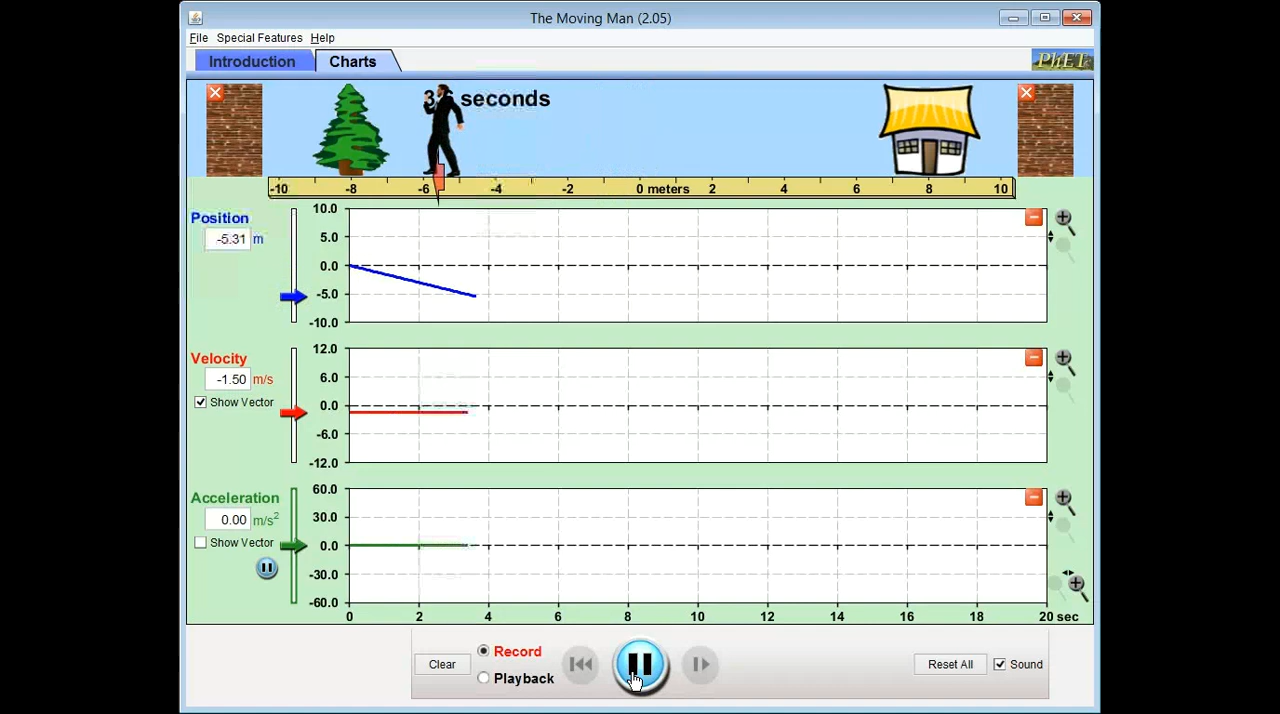 The Moving Man (2.05)
File Special Features Help
Introduction Charts PhET
seconds
-10 -8 -6 -4 -2 0 meters 2 4 6 8 10
Position
-5.31 m
10.0
5.0
0.0
-5.0
-10.0
Velocity
-1.50 m/s
Show Vector
12.0
6.0
0.0
-6.0
-12.0
Acceleration
0.00 m/s²
Show Vector
60.0
30.0
0.0
-30.0
-60.0
0 2 4 6 8 10 12 14 16 18 20 sec
Clear
Record
Playback
Reset All
Sound